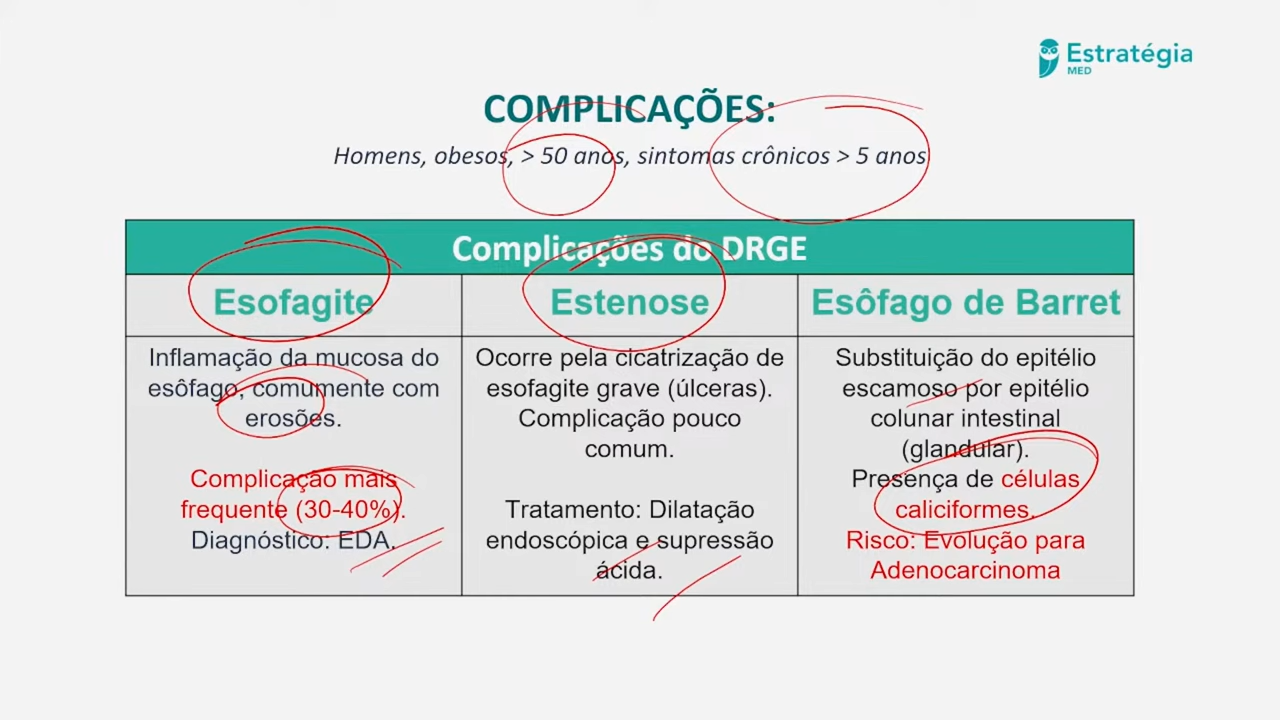 Estratégia
MED
COMPLICAÇÕES:
Homens, obesos, > 50 anos, sintomas crônicos > 5 anos
Complicações do DRGE
Esofagite
Inflamação da mucosa do
esôfago, comumente com
erosões.
Complicação mais
frequente (30-40%).
Diagnóstico: EDA.
Estenose
Ocorre pela cicatrização de
esofagite grave (úlceras).
Complicação pouco
comum.
Tratamento: Dilatação
endoscópica e supressão
ácida.
Esôfago de Barret
Substituição do epitélio
escamoso por epitélio
colunar intestinal
(glandular).
Presença de células
caliciformes.
Risco: Evolução para
Adenocarcinoma